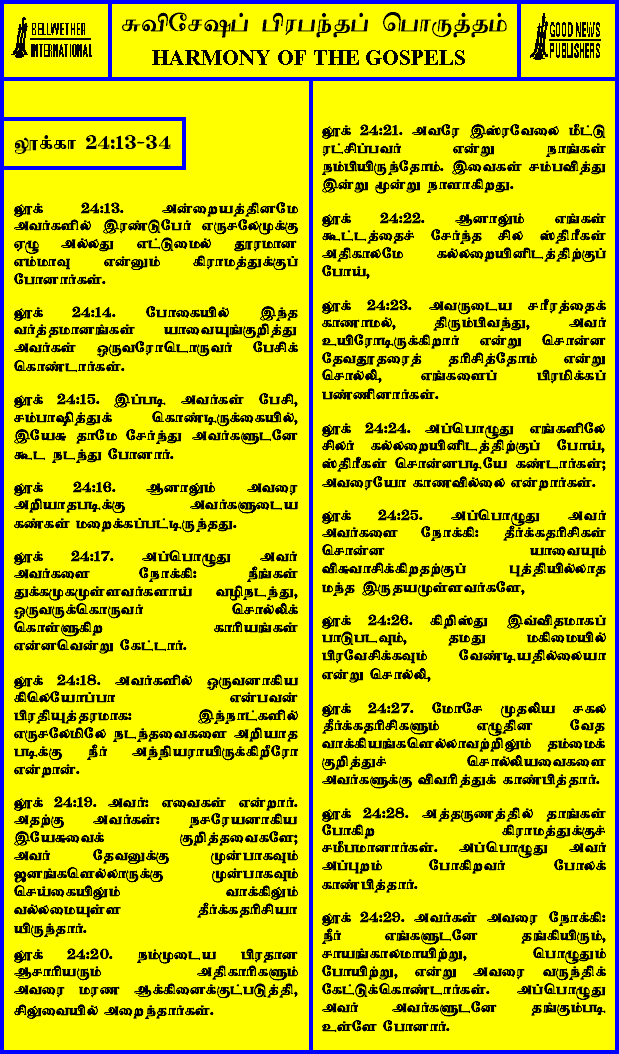 BELLWETHER
INTERNATIONAL
சுவிசேஷப் பிரபந்தப் பொருத்தம்
HARMONY OF THE GOSPELS
GOOD NEWS
PUBLISHERS
லூக்கா 24:13-34
லூக் 24:13. அன்றையத்தினமே
அவர்களில் இரண்டுபேர் எருசலேமுக்கு
ஏழு அல்லது எட்டுமைல் தூரமான
எம்மாவு என்னும் கிராமத்துக்குப்
போனார்கள்.
லூக் 24:14. போகையில் இந்த
வர்த்தமானங்கள் யாவையுங்குறித்து
அவர்கள் ஒருவரோடொருவர் பேசிக்
கொண்டார்கள்.
லூக் 24:15. இப்படி அவர்கள் பேசி,
சம்பாஷித்துக் கொண்டிருக்கையில்,
இயேசு தாமே சேர்ந்து அவர்களுடனே
கூட நடந்து போனார்.
லூக் 24:16. ஆனாலும் அவரை
அறியாதபடிக்கு அவர்களுடைய
கண்கள் மறைக்கப்பட்டிருந்தது.
லூக் 24:17. அப்பொழுது அவர்
அவர்களை நோக்கி: நீங்கள்
துக்கமுகமுள்ளவர்களாய் வழிநடந்து,
ஒருவருக்கொருவர் சொல்லிக்
கொள்ளுகிற காரியங்கள்
என்னவென்று கேட்டார்.
லூக் 24:18. அவர்களில் ஒருவனாகிய
கிலெயோப்பா என்பவன்
பிரதியுத்தரமாக: இந்நாட்களில்
எருசலேமிலே நடந்தவைகளை அறியாத
படிக்கு நீர் அந்நியராயிருக்கிறீரோ
என்றான்.
லூக் 24:19. அவர்: எவைகள் என்றார்.
அதற்கு அவர்கள்: நசரேயனாகிய
இயேசுவைக் குறித்தவைகளே;
அவர் தேவனுக்கு முன்பாகவும்
ஜனங்களெல்லாருக்கு முன்பாகவும்
செய்கையிலும் வாக்கிலும்
வல்லமையுள்ள தீர்க்கதரிசியா
யிருந்தார்.
லூக் 24:20. நம்முடைய பிரதான
ஆசாரியரும் அதிகாரிகளும்
அவரை மரண ஆக்கினைக்குட்படுத்தி,
சிலுவையில் அறைந்தார்கள்.
லூக் 24:21. அவரே இஸ்ரவேலை மீட்டு
ரட்சிப்பவர் என்று நாங்கள்
நம்பியிருந்தோம். இவைகள் சம்பவித்து
இன்று மூன்று நாளாகிறது.
லூக் 24:22. ஆனாலும் எங்கள்
கூட்டத்தைச் சேர்ந்த சில ஸ்திரீகள்
அதிகாலமே கல்லறையினிடத்திற்குப்
போய்,
லூக் 24:23. அவருடைய சரீரத்தைக்
காணாமல், திரும்பிவந்து, அவர்
உயிரோடிருக்கிறார் என்று சொன்ன
தேவதூதரைத் தரிசித்தோம் என்று
சொல்லி, எங்களைப் பிரமிக்கப்
பண்ணினார்கள்.
லூக் 24:24. அப்பொழுது எங்களிலே
சிலர் கல்லறையினிடத்திற்குப் போய்,
ஸ்திரீகள் சொன்னபடியே கண்டார்கள்;
அவரையோ காணவில்லை என்றார்கள்.
லூக் 24:25. அப்பொழுது அவர்
அவர்களை நோக்கி: தீர்க்கதரிசிகள்
சொன்ன யாவையும்
விசுவாசிக்கிறதற்குப் புத்தியில்லாத
மந்த இருதயமுள்ளவர்களே,
லூக் 24:26. கிறிஸ்து இவ்விதமாகப்
பாடுபடவும், தமது மகிமையில்
பிரவேசிக்கவும் வேண்டியதில்லையா
என்று சொல்லி,
லூக் 24:27. மோசே முதலிய சகல
தீர்க்கதரிசிகளும் எழுதின வேத
வாக்கியங்களெல்லாவற்றிலும் தம்மைக்
குறித்துச் சொல்லியவைகளை
அவர்களுக்கு விவரித்துக் காண்பித்தார்.
லூக் 24:28. அத்தருணத்தில் தாங்கள்
போகிற கிராமத்துக்குச்
சமீபமானார்கள். அப்பொழுது அவர்
அப்புறம் போகிறவர் போலக்
காண்பித்தார்.
லூக் 24:29. அவர்கள் அவரை நோக்கி:
நீர் எங்களுடனே தங்கியிரும்,
சாயங்காலமாயிற்று, பொழுதும்
போயிற்று, என்று அவரை வருந்திக்
கேட்டுக்கொண்டார்கள். அப்பொழுது
அவர் அவர்களுடனே தங்கும்படி
உள்ளே போனார்.